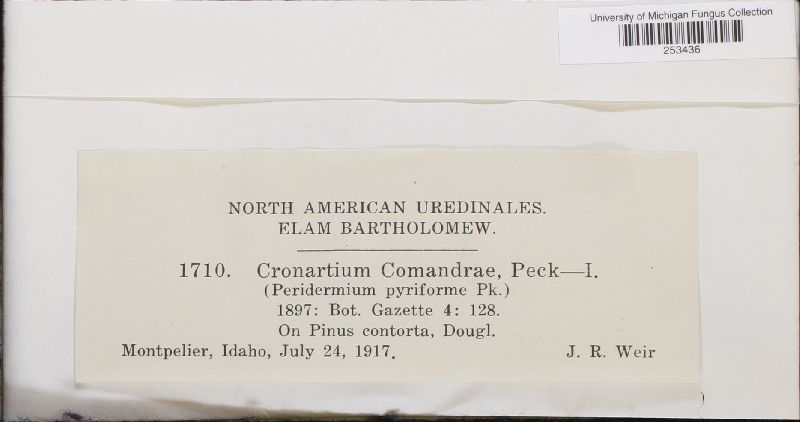 University of Michigan Fungus Collection
253436
NORTH AMERICAN UREDINALES.
ELAM BARTHOLOMEW.
1710. Cronartium Comandrae, Peck—I.
(Peridermium pyriforme Pk.)
1897: Bot. Gazette 4: 128.
On Pinus contorta, Dougl.
Montpelier, Idaho, July 24, 1917. J. R. Weir